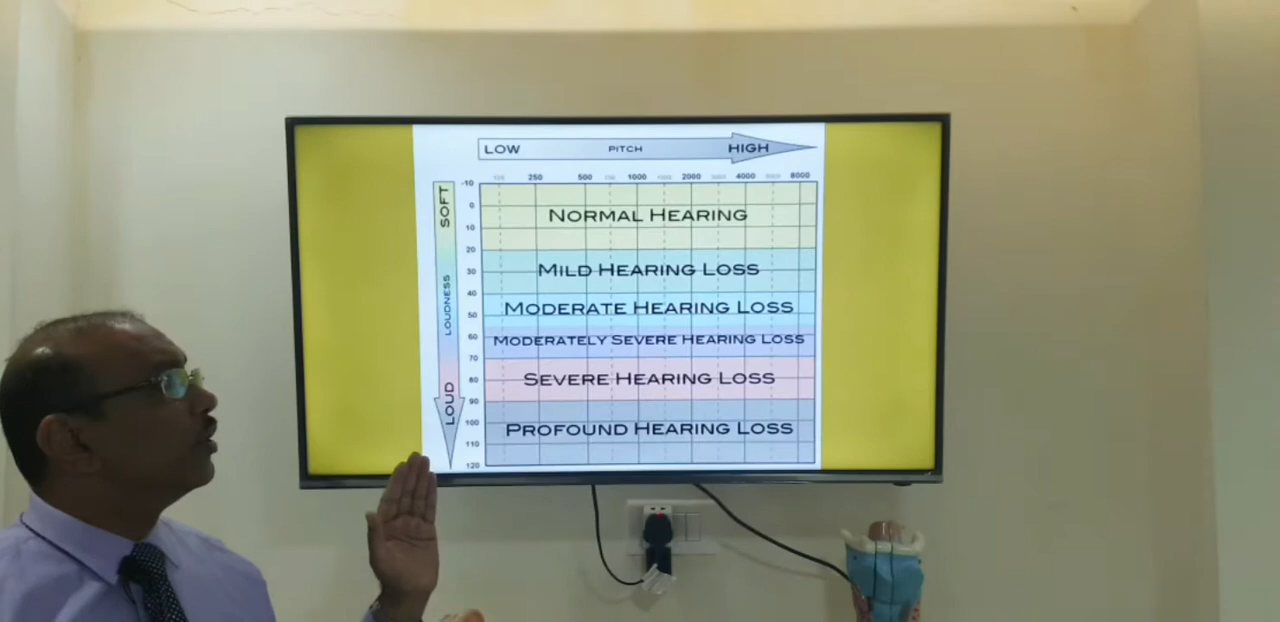 LOW PITCH HIGH
250 500 1000 2000 4000 8000
-10
SOFT
0
NORMAL HEARING
10
20
30
MILD HEARING LOSS
LOUDNESS
40
MODERATE HEARING LOSS
50
60
MODERATELY SEVERE HEARING LOSS
70
80
SEVERE HEARING LOSS
LOUD
90
100
PROFOUND HEARING LOSS
110
120